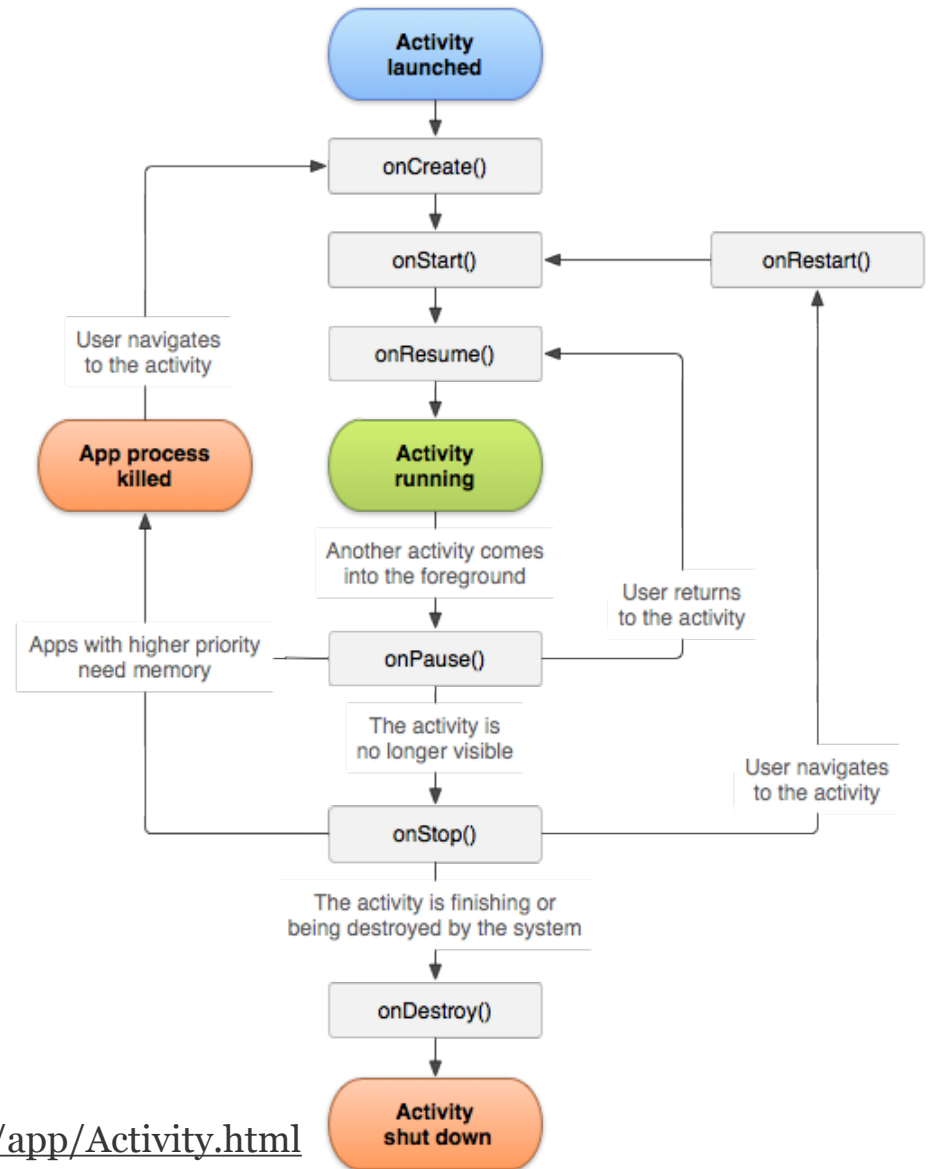 Activity
launched
onCreate()
onStart()
onRestart()
User navigates
to the activity
onResume()
App process
killed
Activity
running
Another activity comes
into the foreground
User returns
to the activity
Apps with higher priority
need memory
onPause()
The activity is
no longer visible
User navigates
to the activity
onStop()
The activity is finishing or
being destroyed by the system
onDestroy()
Activity
shut down
/app/Activity.html